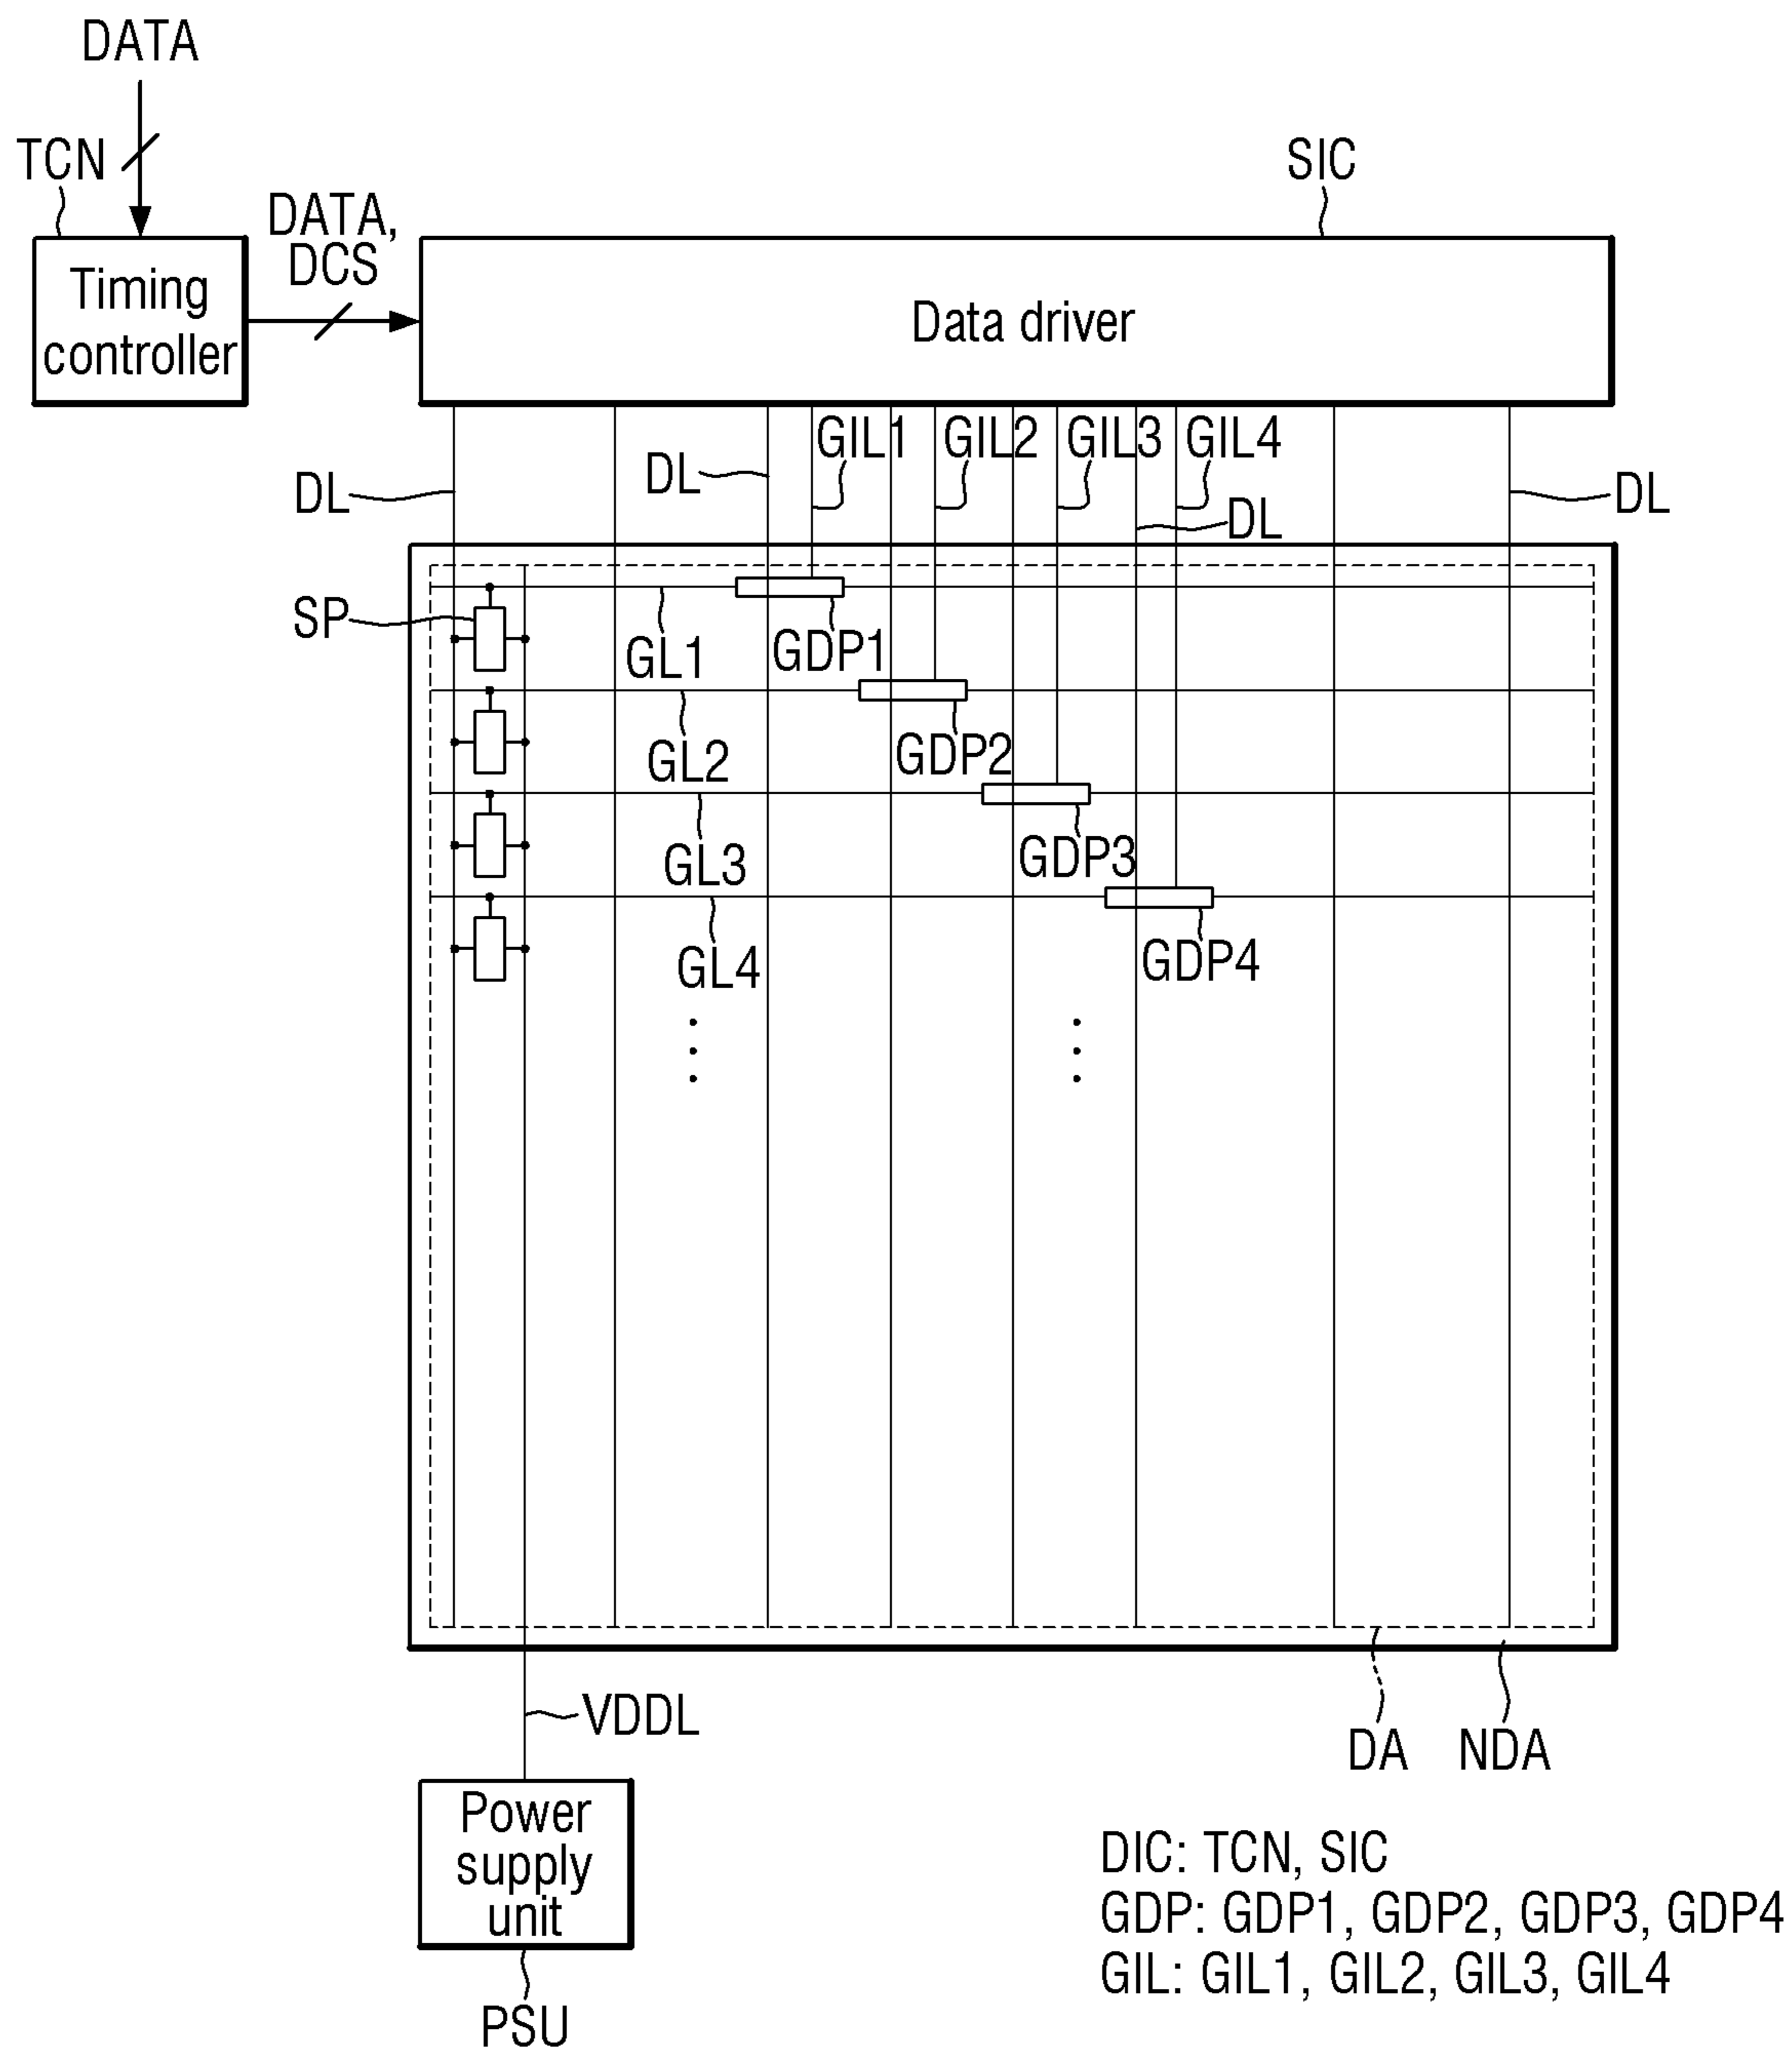 DATA
TCN
SIC
DATA,
DCS
Timing
controller
Data driver
GIL1
GIL2
GIL3
GIL4
DL
DL
DL
DL
SP
GL1
GDP1
GL2
GDP2
GL3
GDP3
GL4
GDP4
VDDL
DA
NDA
Power
supply
unit
PSU
DIC: TCN, SIC
GDP: GDP1, GDP2, GDP3, GDP4
GIL: GIL1, GIL2, GIL3, GIL4